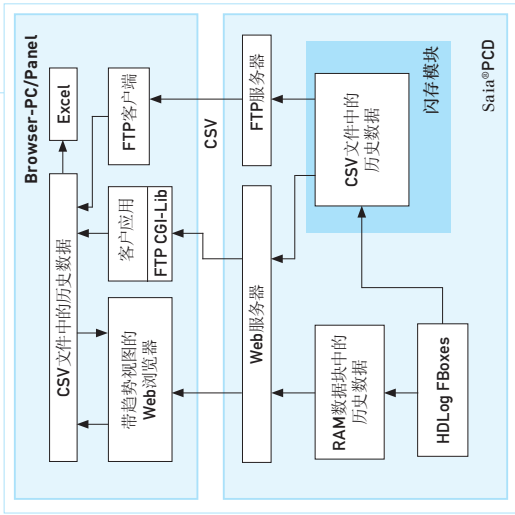 Browser-PC/Panel
CSV文件中的历史数据
Excel
带趋势视图的
Web浏览器
客户应用
FTP CGI-Lib
FTP客户端
CSV
Web服务器
FTP服务器
RAM数据块中的
历史数据
CSV文件中的
历史数据
闪存模块
HDLog FBoxes
Saia®PCD